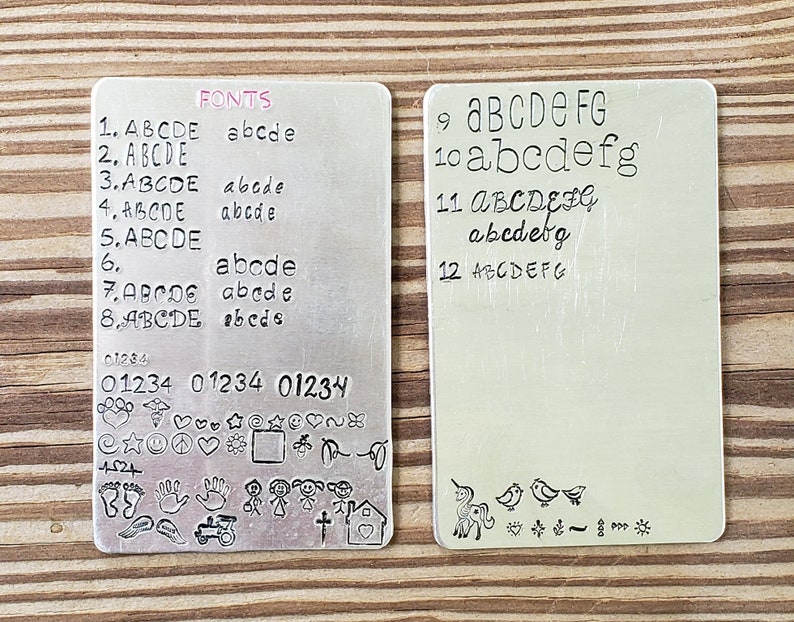 FONTS
1. ABCDE abcde
2. ABCDE
3. ABCDE abcde
4. ABCDE abcde
5. ABCDE
6. abcde
7. ABCDE abcde
8. ABCDE abcde
01234
01234 01234 01234
9 aBCDeFG
10 abcdefg
11 ABCDEFG
abcdefg
12 ABCDEFG